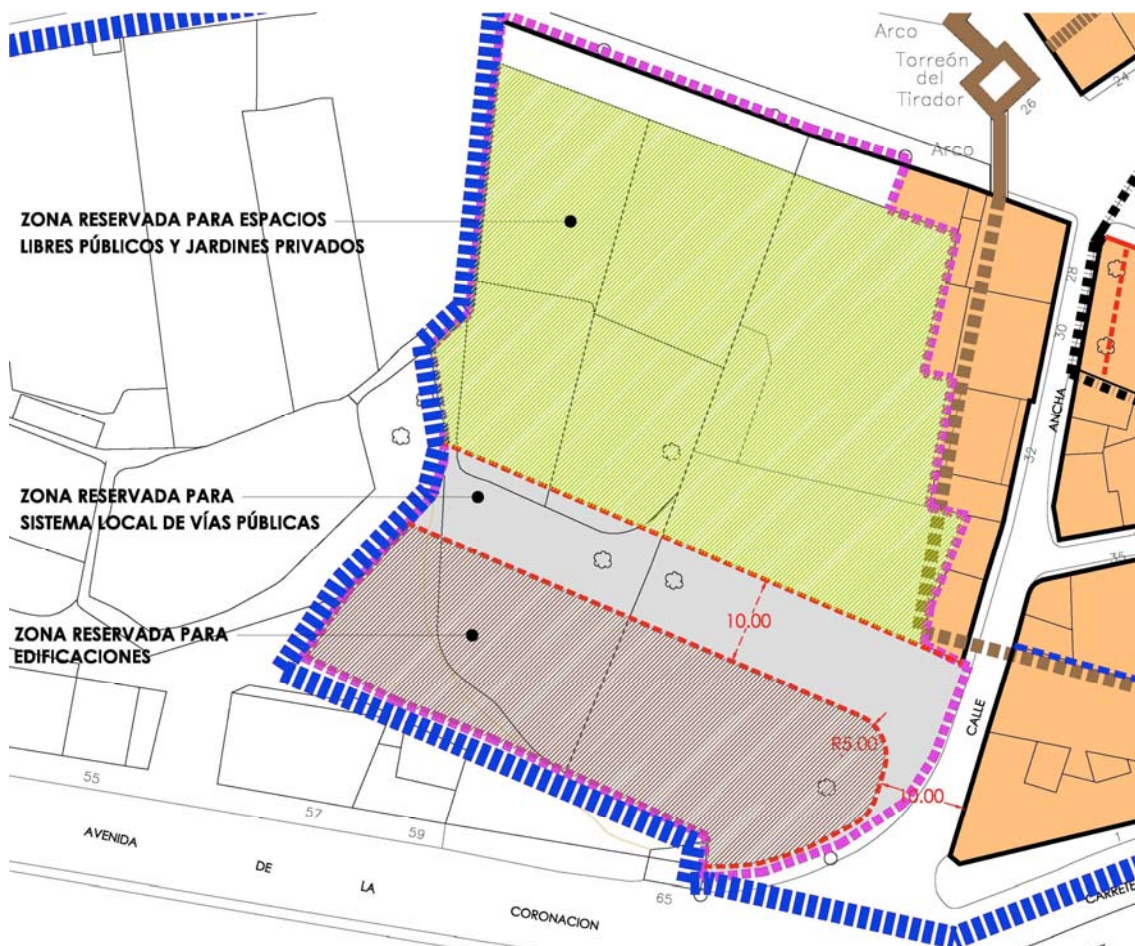 Arco
Torreón
del
Tirador
24
26
Arco
ZONA RESERVADA PARA ESPACIOS
LIBRES PÚBLICOS Y JARDINES PRIVADOS
28
30
ANCHA
32
ZONA RESERVADA PARA
SISTEMA LOCAL DE VÍAS PÚBLICAS
35
10.00
ZONA RESERVADA PARA
EDIFICACIONES
CALLE
R5.00
10.00
55
57
59
1
AVENIDA
DE
LA
CORONACION
65
CARRETE